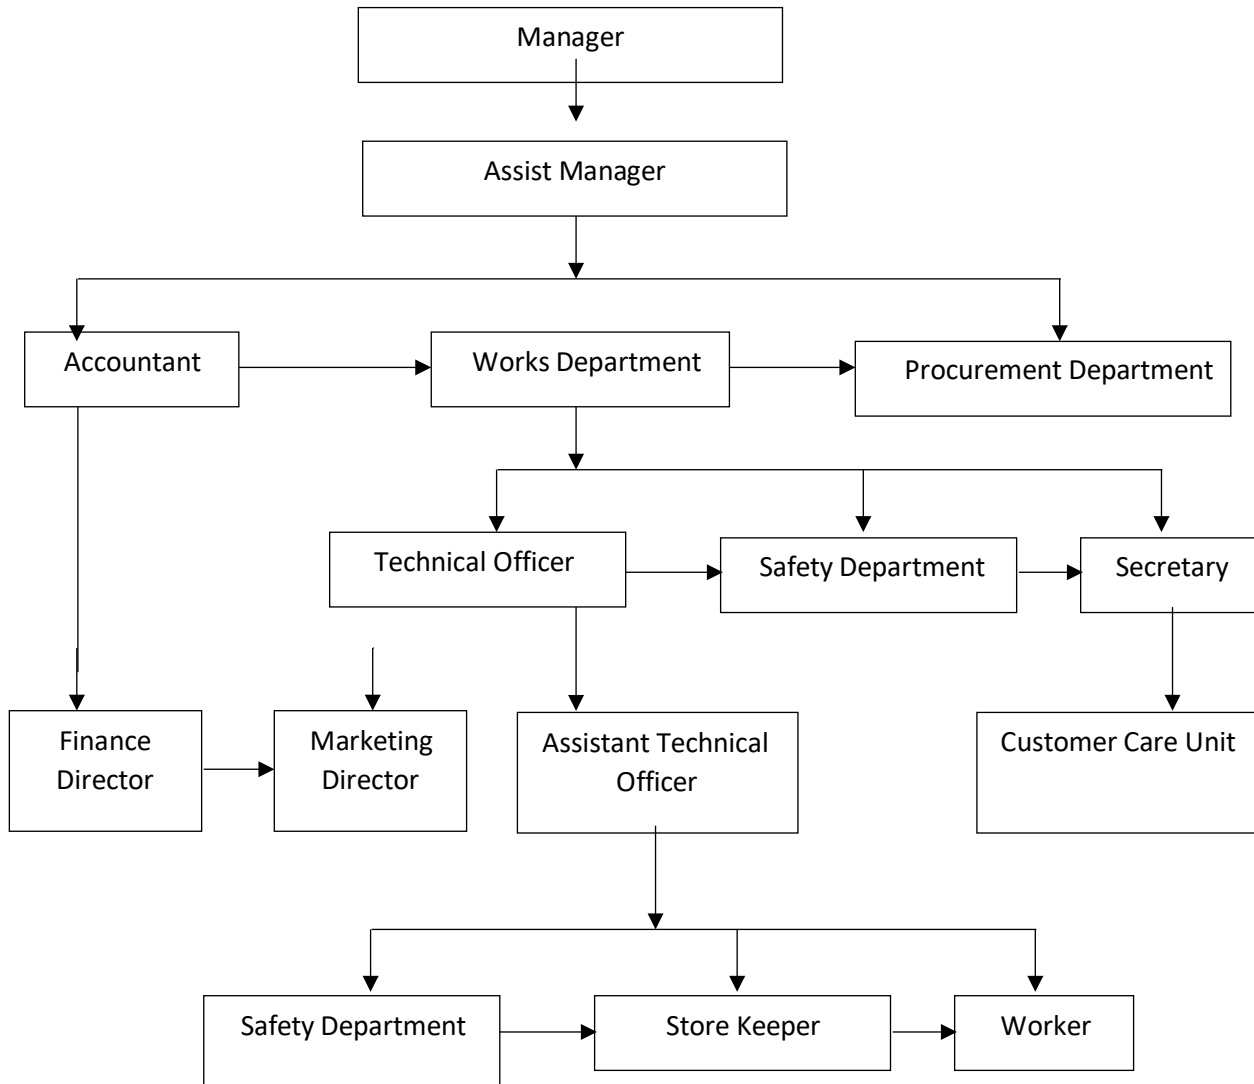 Manager
Assist Manager
Accountant
Works Department
Procurement Department
Technical Officer
Safety Department
Secretary
Finance
Director
Marketing
Director
Assistant Technical
Officer
Customer Care Unit
Safety Department
Store Keeper
Worker